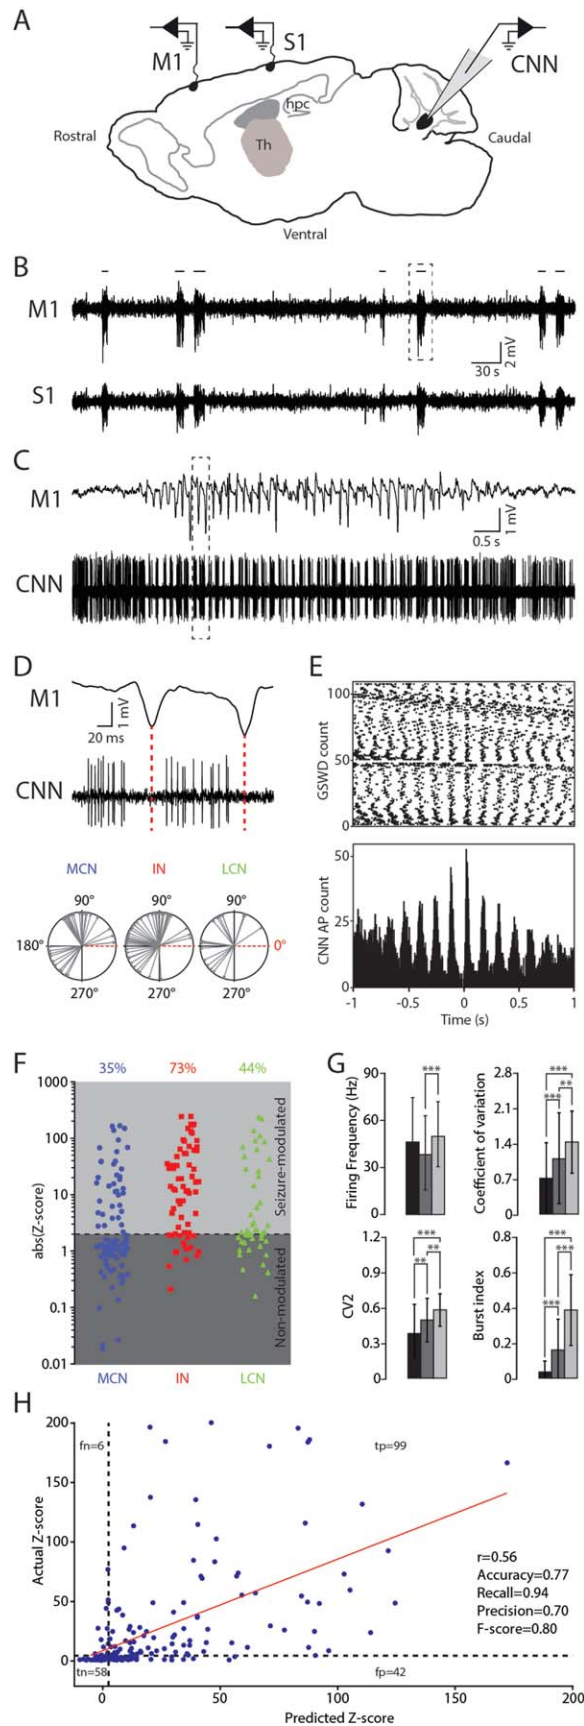 A
M1
S1
CNN
hpc
Th
Rostral
Caudal
Ventral
B
M1
30 s
2 mV
S1
C
M1
0.5 s
1 mV
CNN
D
M1
20 ms
1 mV
CNN
MCN IN LCN
90° 90° 90°
180° 0°
270° 270° 270°
E
GSWD count
100
50
0
CNN AP count
50
25
0
-1 -0.5 0 0.5 1
Time (s)
F
35% 73% 44%
abs(Z-score)
1000
100
10
1
0.1
0.01
Seizure-modulated
Non-modulated
MCN IN LCN
G
Firing Frequency (Hz)
90
60
30
0
***
Coefficient of variation
2.8
2.1
1.4
0.7
0
***
**
***
CV2
1.2
0.9
0.6
0.3
0
***
**
**
Burst index
0.8
0.6
0.4
0.2
0
***
***
***
H
Actual Z-score
200
150
100
50
0
fn=6
tp=99
r=0.56
Accuracy=0.77
Recall=0.94
Precision=0.70
F-score=0.80
tn=58
fp=42
0 50 100 150 200
Predicted Z-score